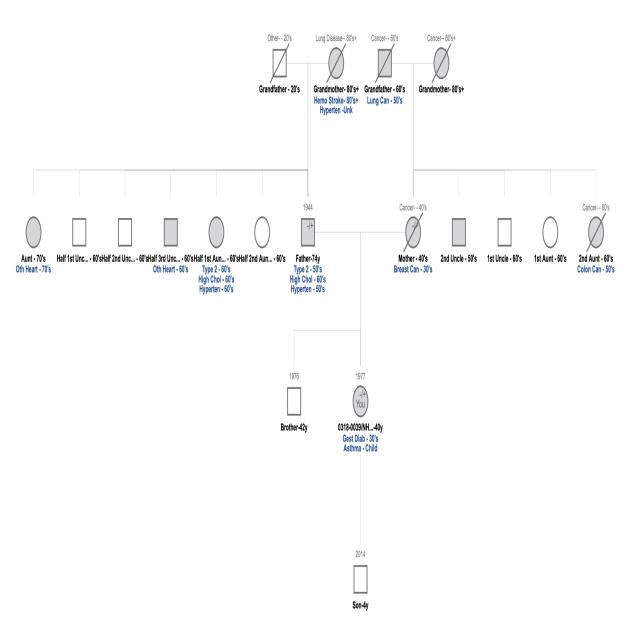 Other- - 20's
Lung Disease-- 80's+
Cancer- - 60's
Cancer-- 80's+
Grandfather - 20's
Grandmother- 80's+
Grandfather - 60's
Grandmother- 80's+
Hemo Stroke- 80's+
Lung Can - 50's
Hyperten -Unk
1944
Cancer- - 40's
Cancer-- 60's
-/+
-/+
Aunt - 70's
Half 1st Unc... - 60's
Half 2nd Unc... - 60's
Half 3rd Unc... - 60's
Half 1st Aun... - 60's
Half 2nd Aun... - 60's
Father-74y
Mother - 40's
2nd Uncle - 50's
1st Uncle - 60's
1st Aunt - 60's
2nd Aunt - 60's
Oth Heart - 70's
Oth Heart - 60's
Type 2 - 60's
Type 2 - 50's
Breast Can - 30's
Colon Can - 50's
High Chol - 60's
High Chol - 60's
Hyperten - 60's
Hyperten - 50's
1976
1977
-/+
You
Brother-42y
0318-0039/NH...-40y
Gest Diab - 30's
Asthma - Child
2014
Son-4y